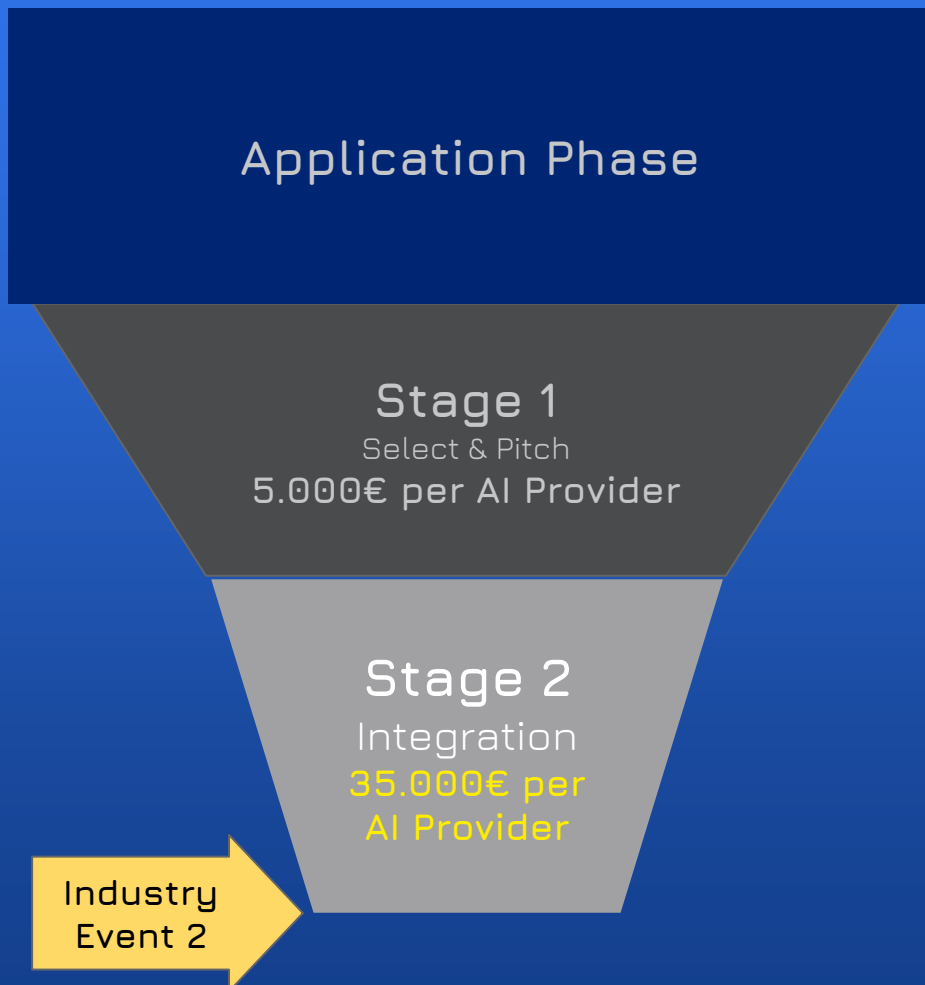 Application Phase
Stage 1
Select & Pitch
5.000€ per AI Provider
Stage 2
Integration
35.000€ per
AI Provider
Industry
Event 2